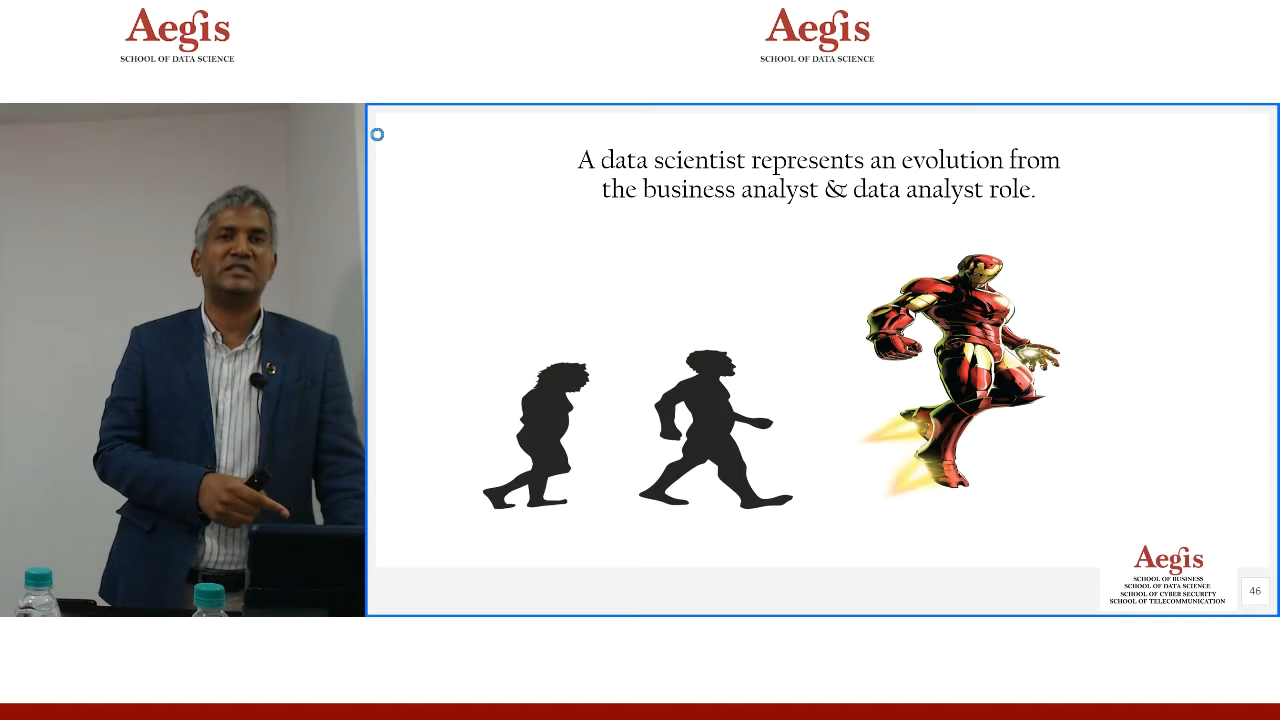 Aegis
SCHOOL OF DATA SCIENCE
Aegis
SCHOOL OF DATA SCIENCE
A data scientist represents an evolution from
the business analyst & data analyst role.
Aegis
SCHOOL OF BUSINESS
SCHOOL OF DATA SCIENCE
SCHOOL OF CYBER SECURITY
SCHOOL OF TELECOMMUNICATION
46